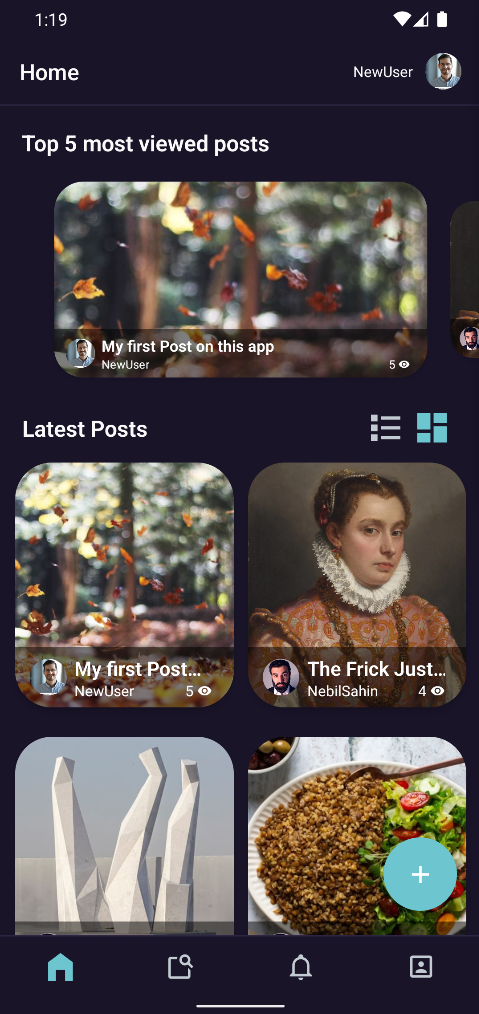 1:19
Home
NewUser
Top 5 most viewed posts
My first Post on this app
NewUser
5
Latest Posts
My first Post...
NewUser
5
The Frick Just...
NebilSahin
4
+